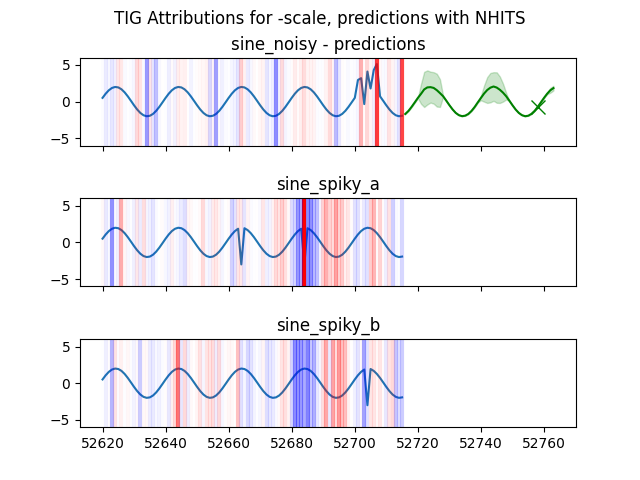 TIG Attributions for -scale, predictions with NHITS
sine_noisy - predictions
5
0
−5
sine_spiky_a
5
0
−5
sine_spiky_b
5
0
−5
52620 52640 52660 52680 52700 52720 52740 52760